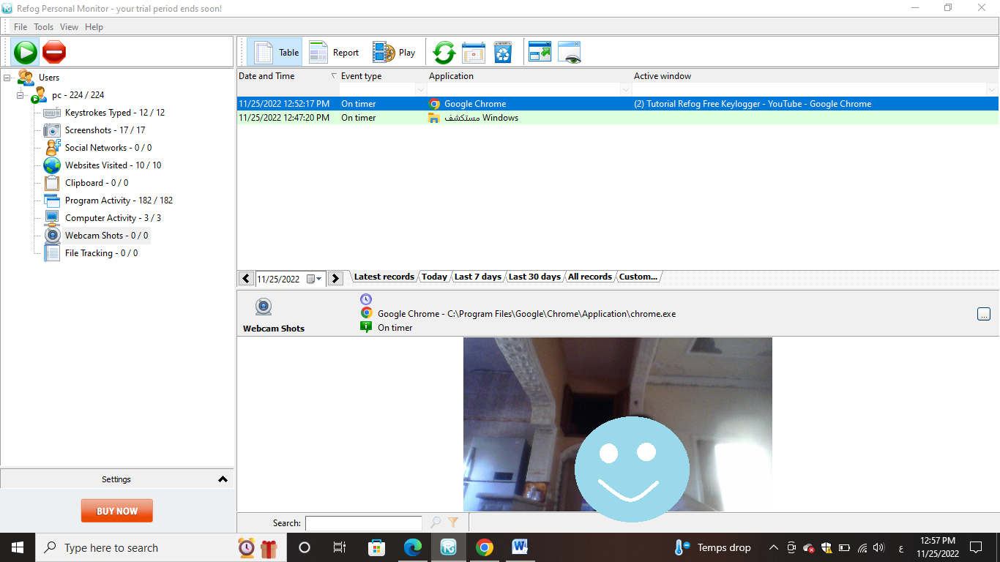 Refog Personal Monitor - your trial period ends soon!
File Tools View Help
Table Report Play
Users
pc - 224 / 224
Keystrokes Typed - 12 / 12
Screenshots - 17 / 17
Social Networks - 0 / 0
Websites Visited - 10 / 10
Clipboard - 0 / 0
Program Activity - 182 / 182
Computer Activity - 3 / 3
Webcam Shots - 0 / 0
File Tracking - 0 / 0
Settings
BUY NOW
Date and Time Event type Application Active window
11/25/2022 12:52:17 PM On timer Google Chrome (2) Tutorial Refog Free Keylogger - YouTube - Google Chrome
11/25/2022 12:47:20 PM On timer مستكشف Windows
11/25/2022 Latest records Today Last 7 days Last 30 days All records Custom...
Webcam Shots
Google Chrome - C:\Program Files\Google\Chrome\Application\chrome.exe
...
On timer
Search:
Type here to search
Temps drop
ع
12:57 PM
11/25/2022